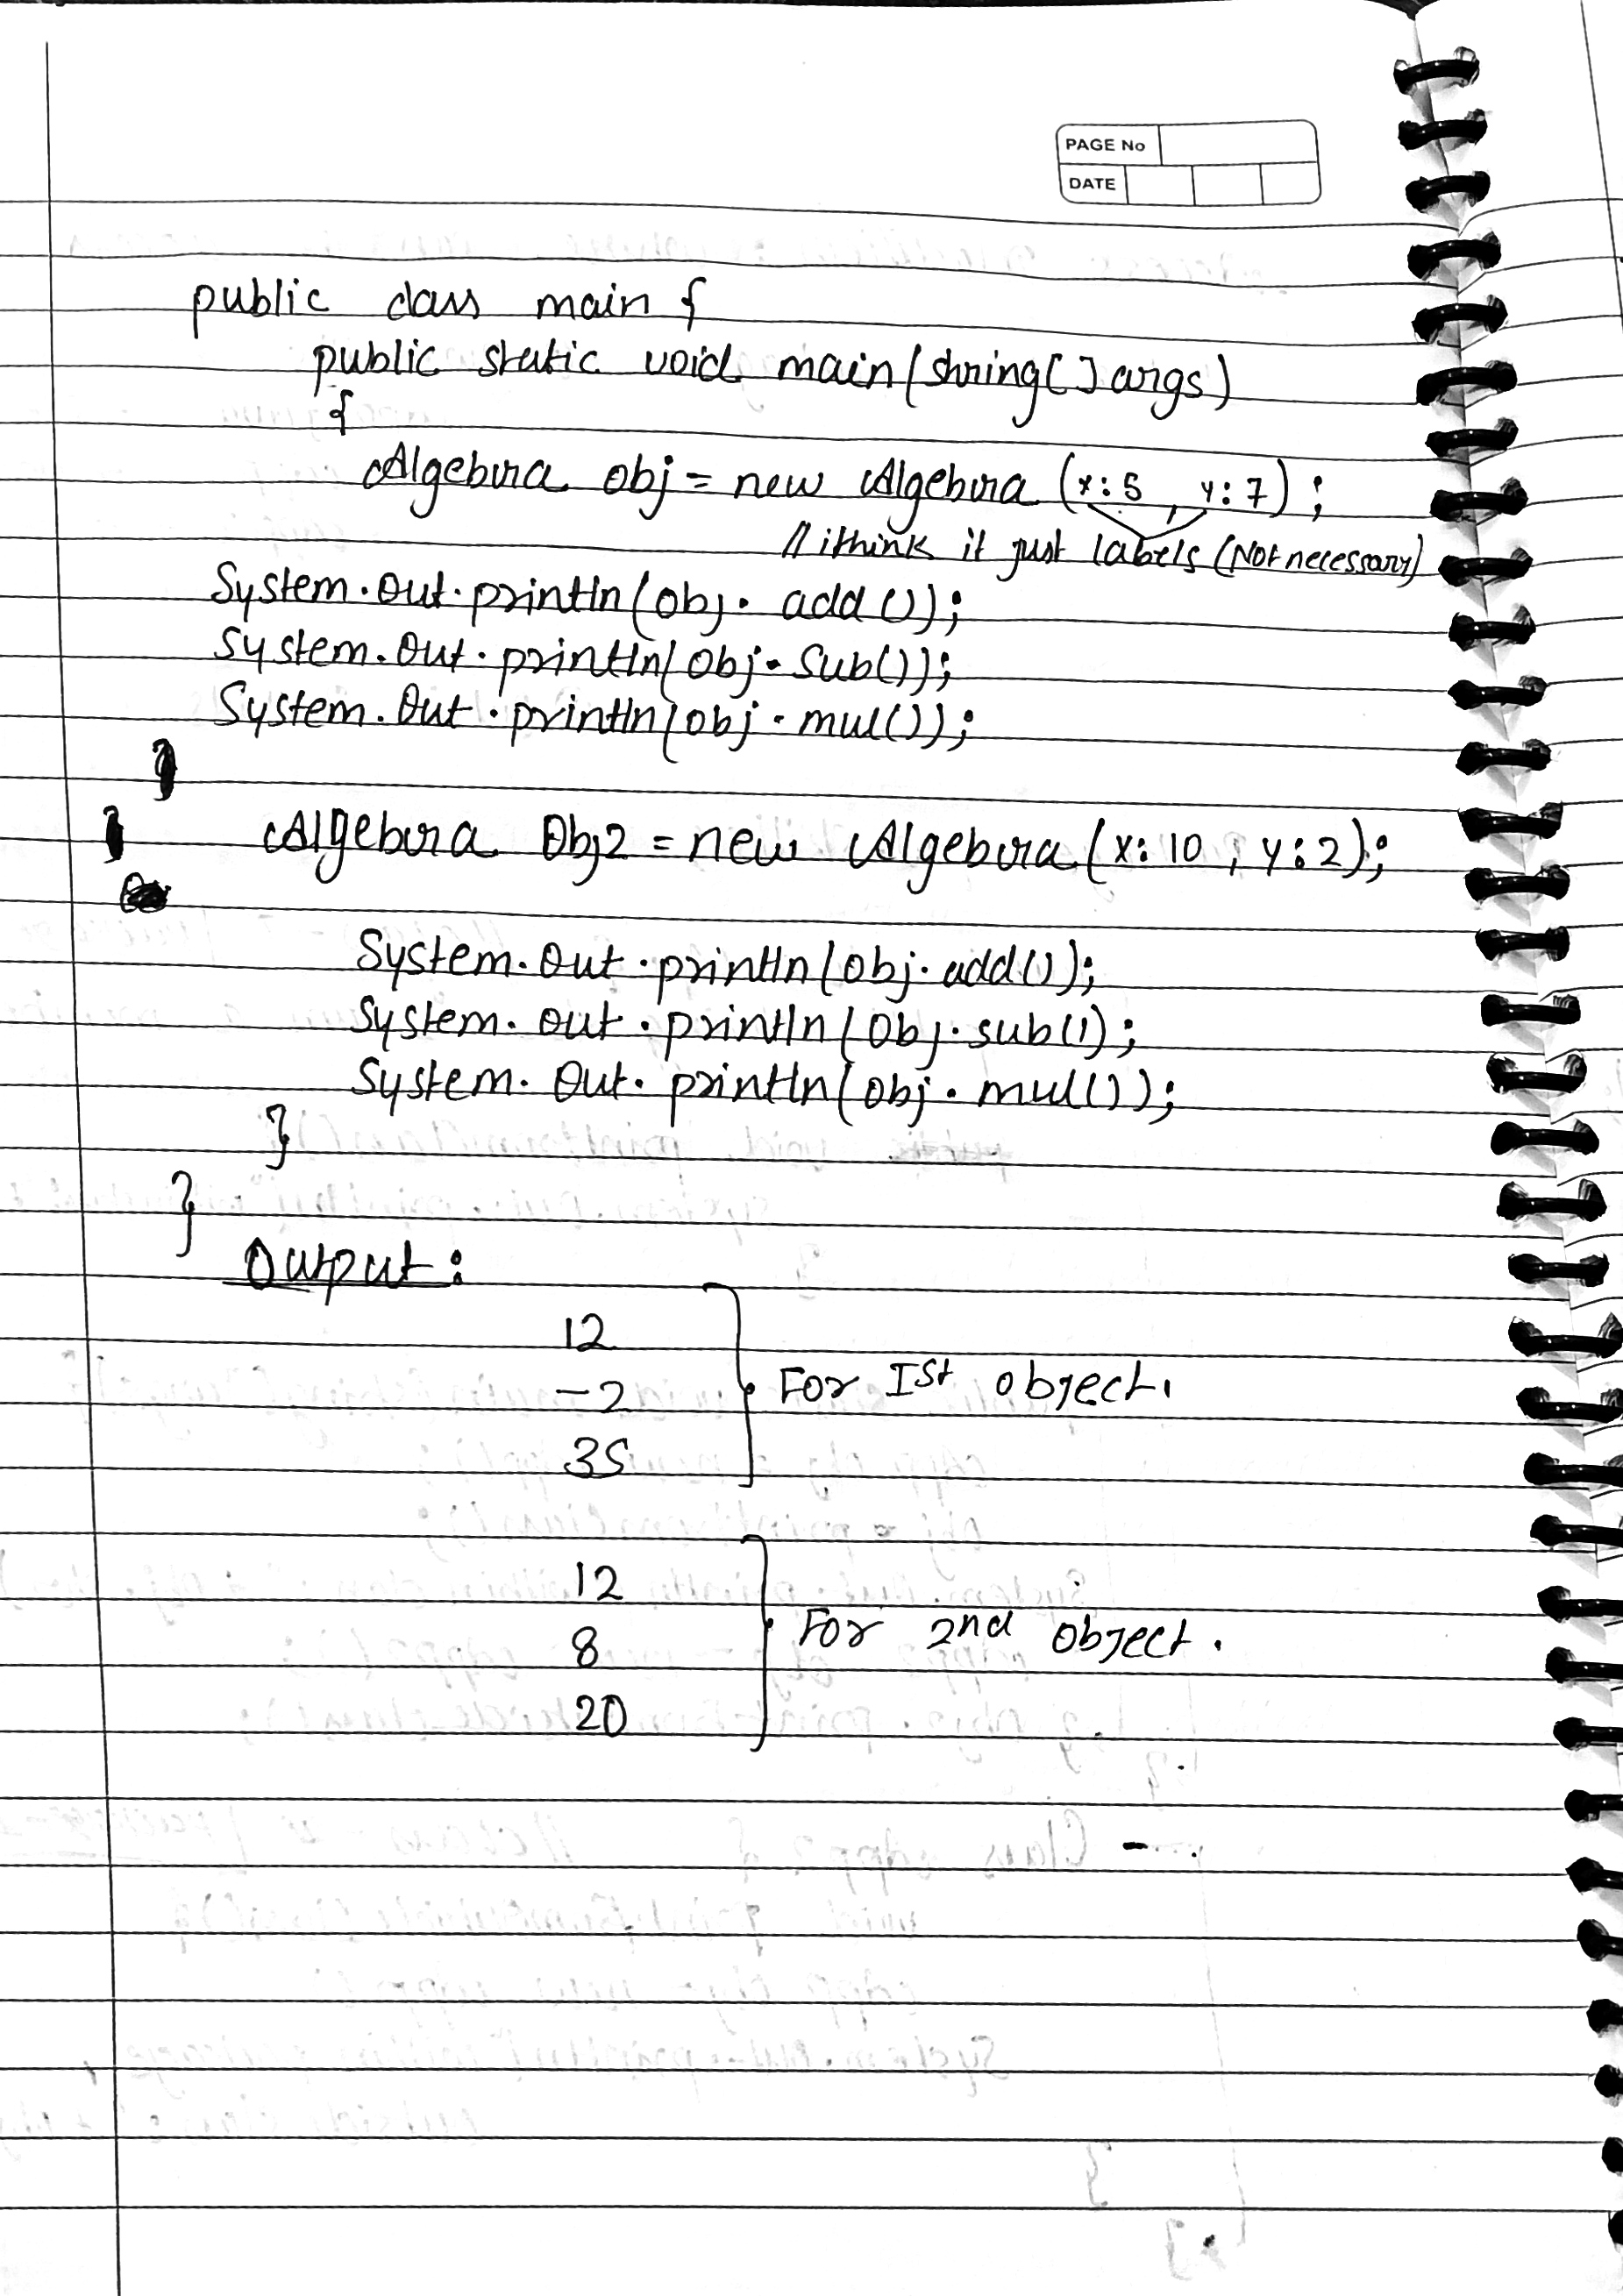 PAGE No
DATE
public class main {
public static void main(string[] args)
{
Algebra obj = new Algebra (x:5 , y:7) ;
// ithink it just labels (Not necessary)
System.out.println(obj. add());
System.out.println(obj.sub());
System.out.println(obj.mul());
}
} Algebra Obj2 = new Algebra(x: 10 , y:2);
System.out.println(obj.add());
System.out.println(obj.sub());
System.out.println(obj.mul());
}
}
Output:
12
-2
35
For Ist object.
12
8
20
For 2nd object.